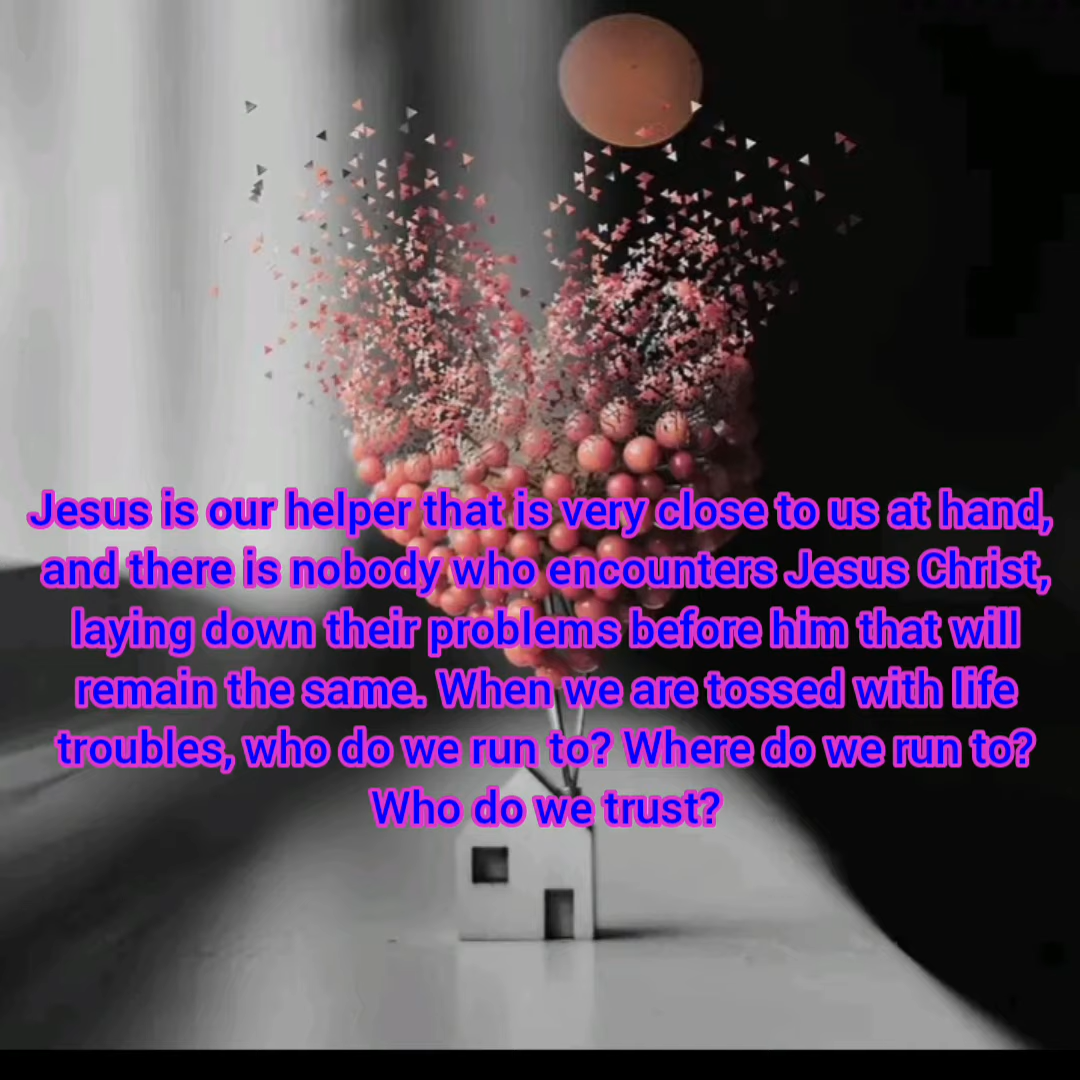 Jesus is our helper that is very close to us at hand,
and there is nobody who encounters Jesus Christ,
laying down their problems before him that will
remain the same. When we are tossed with life
troubles, who do we run to? Where do we run to?
Who do we trust?